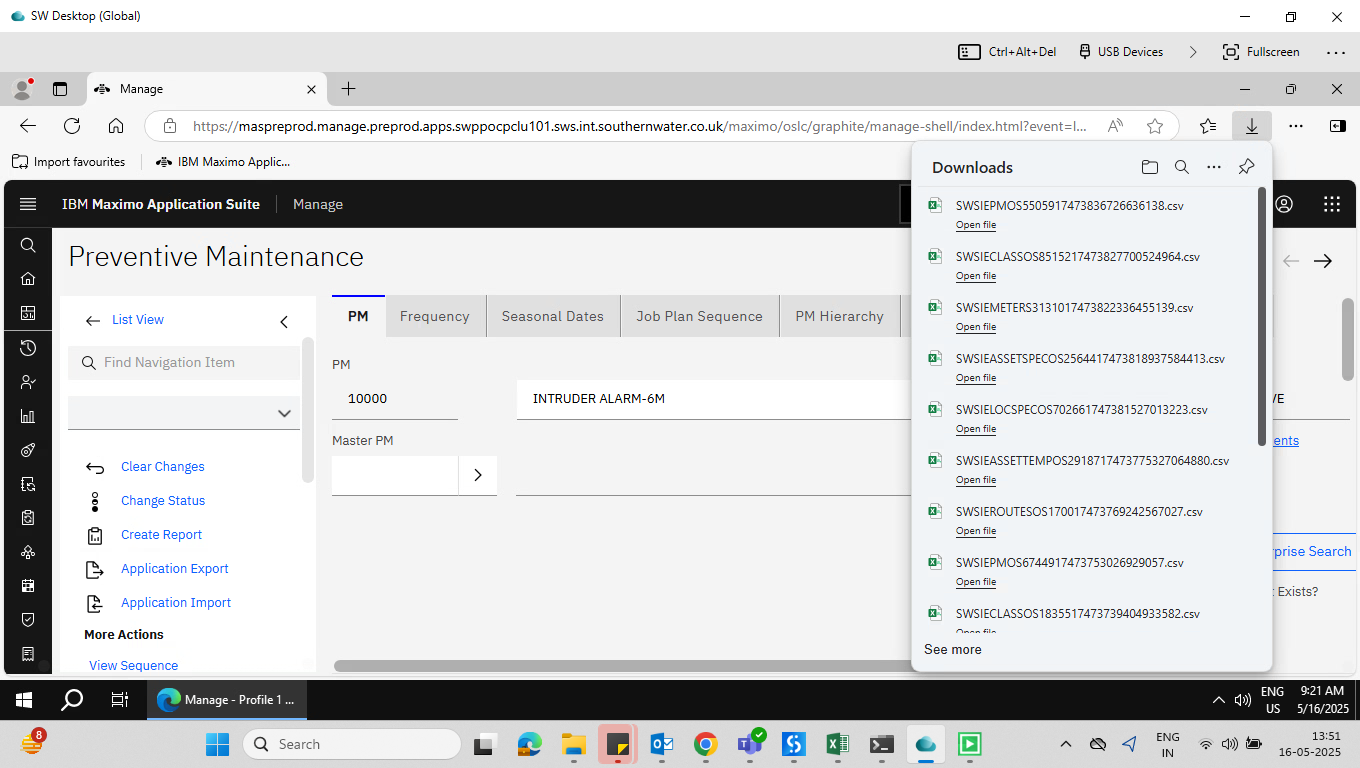 SW Desktop (Global)
Ctrl+Alt+Del
USB Devices
Fullscreen
Manage
https://maspreprod.manage.preprod.apps.swppocpclu101.sws.int.southernwater.co.uk/maximo/oslc/graphite/manage-shell/index.html?event=l...
Import favourites
IBM Maximo Applic...
IBM Maximo Application Suite
Manage
Preventive Maintenance
List View
Find Navigation Item
Clear Changes
Change Status
Create Report
Application Export
Application Import
More Actions
View Sequence
PM
Frequency
Seasonal Dates
Job Plan Sequence
PM Hierarchy
PM
10000
INTRUDER ALARM-6M
Master PM
VE
ents
prise Search
t Exists?
Downloads
SWSIEPMOS5505917473836726636138.csv
Open file
SWSIECLASSOS8515217473827700524964.csv
Open file
SWSIEMETERS3131017473822336455139.csv
Open file
SWSIEASSETSPECOS2564417473818937584413.csv
Open file
SWSIELOCSPECOS702661747381527013223.csv
Open file
SWSIEASSETTEMPOS2918717473775327064880.csv
Open file
SWSIEROUTESOS170017473769242567027.csv
Open file
SWSIEPMOS6744917473753026929057.csv
Open file
SWSIECLASSOS1835517473739404933582.csv
Open file
See more
Manage - Profile 1 ...
ENG
US
9:21 AM
5/16/2025
8
Search
ENG
IN
13:51
16-05-2025